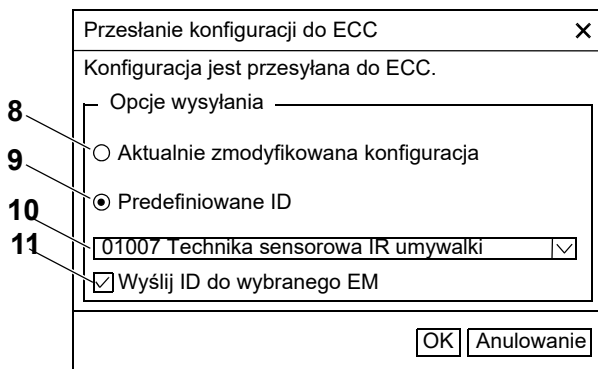 Przesłanie konfiguracji do ECC
Konfiguracja jest przesyłana do ECC.
Opcje wysyłania
8
Aktualnie zmodyfikowana konfiguracja
9
Predefiniowane ID
10
01007 Technika sensorowa IR umywalki
11
Wyślij ID do wybranego EM
OK Anulowanie